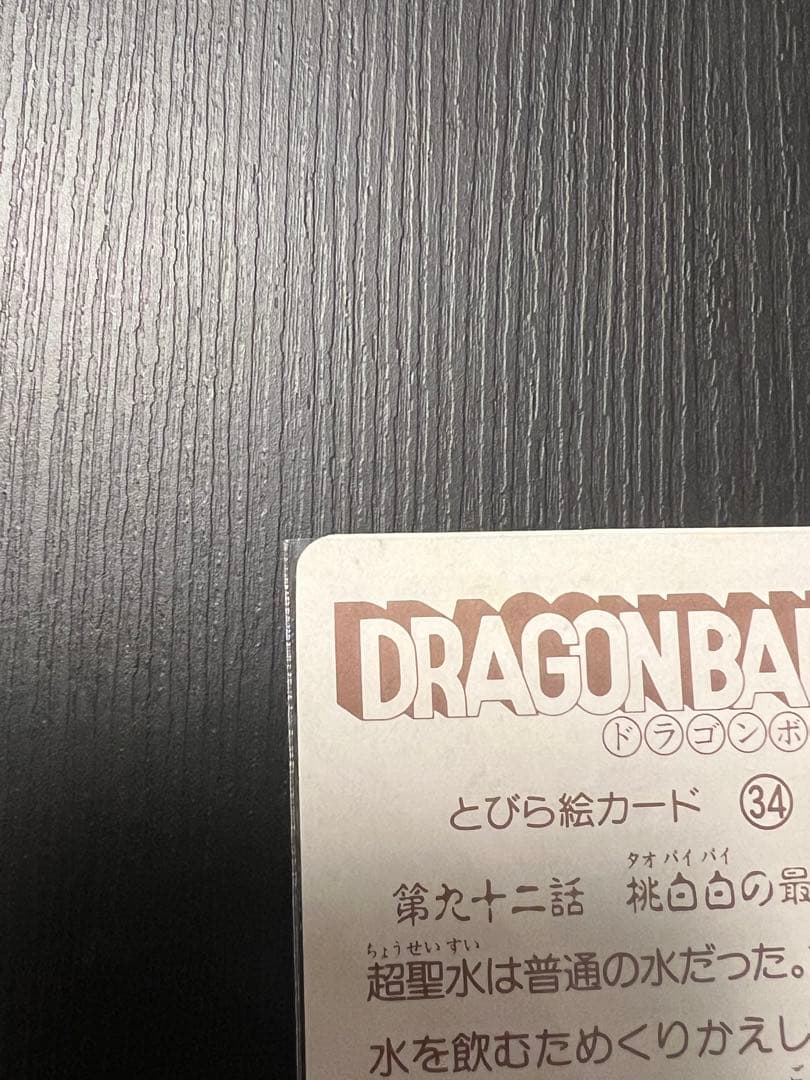 DRAGON BAL
ドラゴンボ
とびら絵カード ㉞
タオパイパイ
第九十二話 桃白白の最
ちょうせいすい
超聖水は普通の水だった。
水を飲むためくりかえし